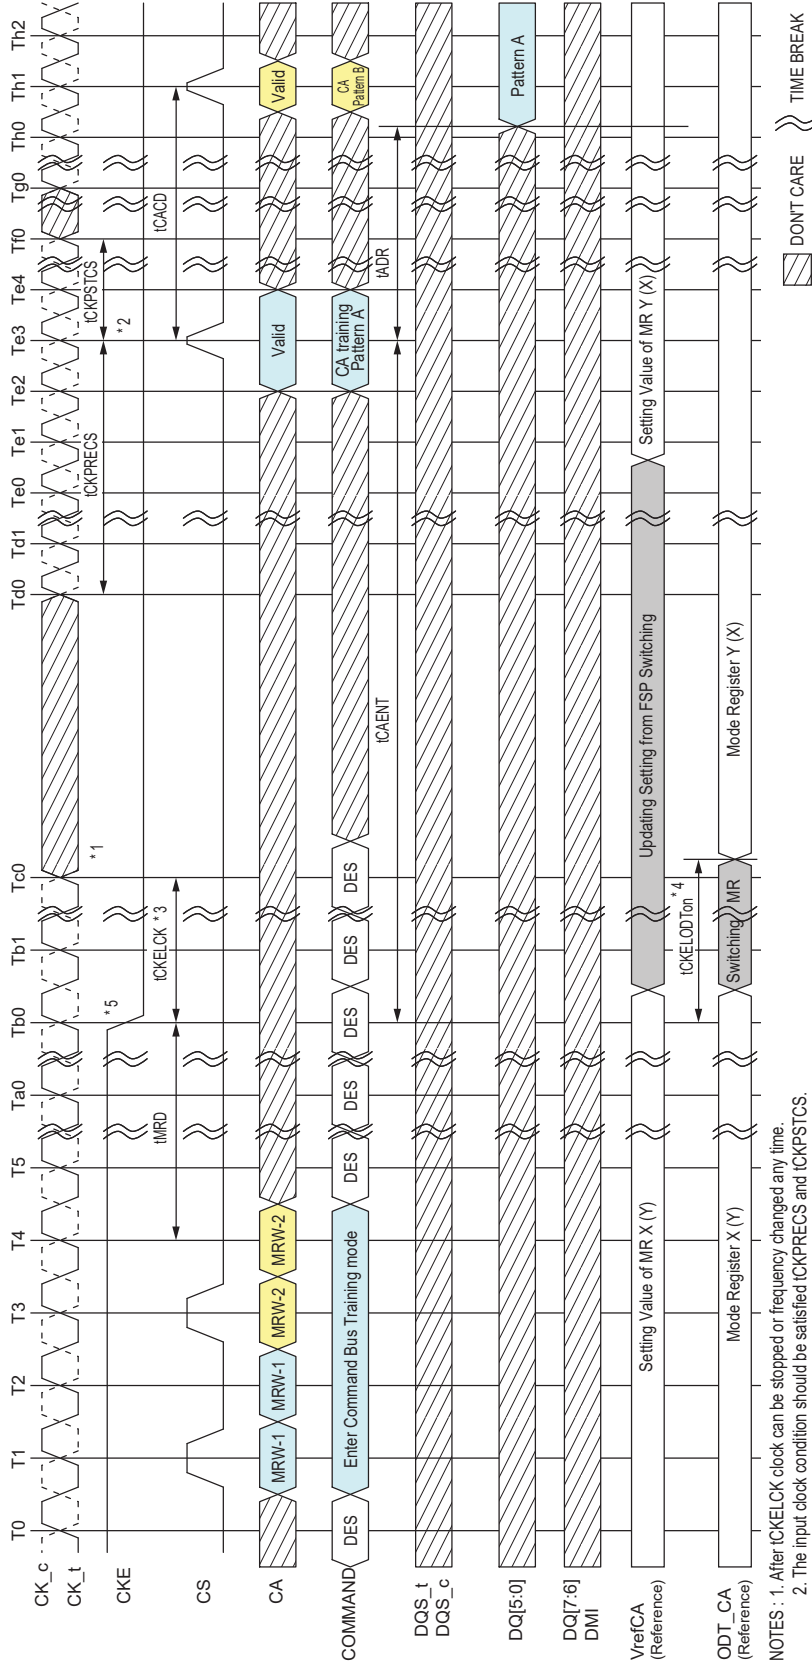 T0 T1 T2 T3 T4 T5 Ta0 Tb0 Tb1 Tc0 Td0 Td1 Te0 Te1 Te2 Te3 Te4 Tf0 Tg0 Th0 Th1 Th2
CK_c
CK_t
*1
tCKPRECS
tCKPSTCS
*2
CKE
*5
tCKELCK *3
tMRD
tCACD
CS
CA
MRW-1
MRW-1
MRW-2
MRW-2
Valid
Valid
COMMAND
DES
Enter Command Bus Training mode
DES
DES
DES
DES
DES
CA training
Pattern A
CA
Pattern B
tCAENT
tADR
DQS_t
DQS_c
DQ[5:0]
Pattern A
DQ[7:6]
DMI
VrefCA
(Reference)
Setting Value of MR X (Y)
Updating Setting from FSP Switching
Setting Value of MR Y (X)
tCKELODTon *4
ODT_CA
(Reference)
Mode Register X (Y)
Switching MR
Mode Register Y (X)
NOTES : 1. After tCKELCK clock can be stopped or frequency changed any time.
2. The input clock condition should be satisfied tCKPRECS and tCKPSTCS.
DON'T CARE
TIME BREAK